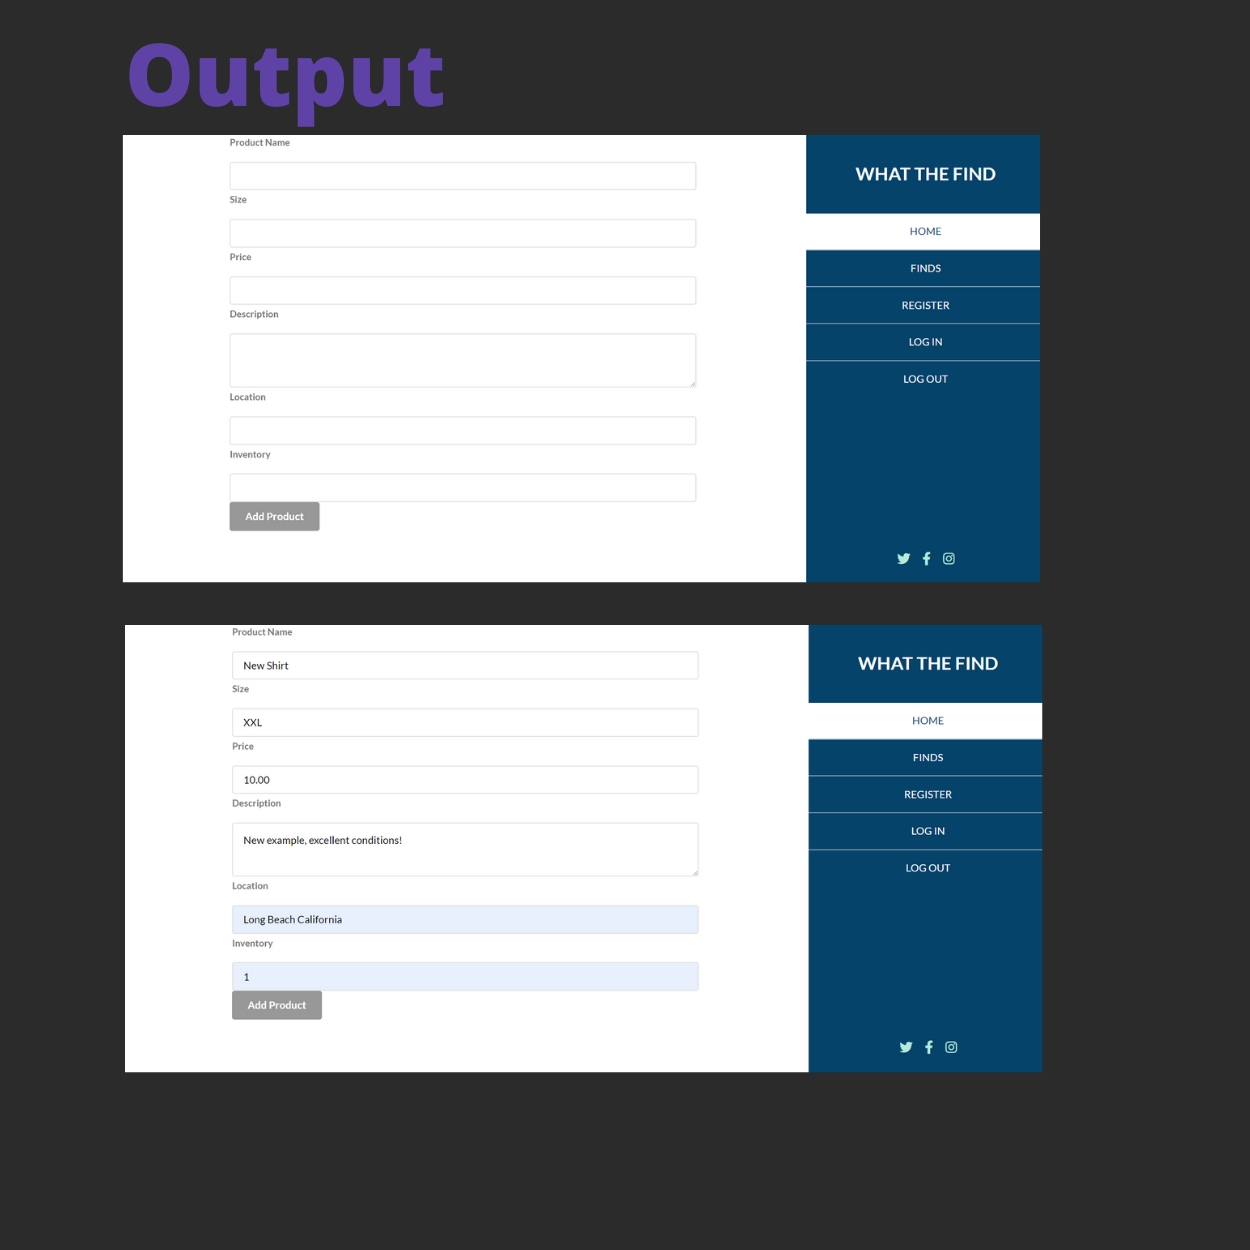 Output
Product Name
Size
Price
Description
Location
Inventory
Add Product
WHAT THE FIND
HOME
FINDS
REGISTER
LOG IN
LOG OUT
Product Name
New Shirt
Size
XXL
Price
10.00
Description
New example, excellent conditions!
Location
Long Beach California
Inventory
1
Add Product
WHAT THE FIND
HOME
FINDS
REGISTER
LOG IN
LOG OUT